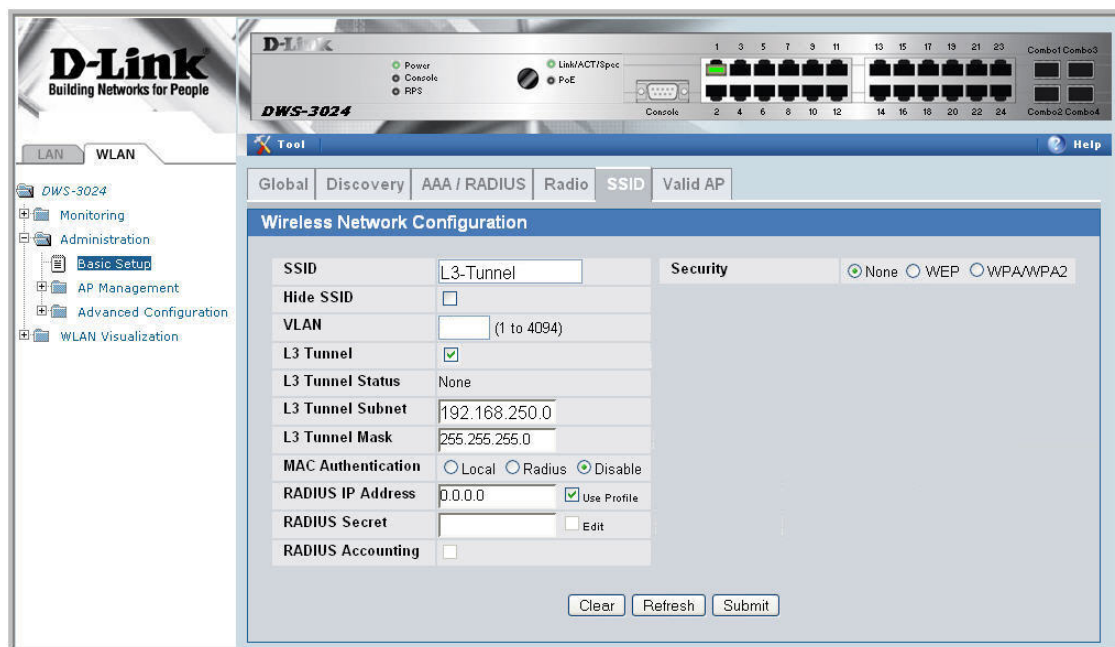 D-Link
Building Networks for People
D-Link
Power
Console
RPS
Link/ACT/Spec
PoE
DWS-3024
Console
1 3 5 7 9 11 13 15 17 19 21 23 Combo1 Combo3
2 4 6 8 10 12 14 16 18 20 22 24 Combo2 Combo4
LAN WLAN
Tool Help
DWS-3024
Monitoring
Administration
Basic Setup
AP Management
Advanced Configuration
WLAN Visualization
Global Discovery AAA / RADIUS Radio SSID Valid AP
Wireless Network Configuration
SSID L3-Tunnel
Hide SSID
VLAN (1 to 4094)
L3 Tunnel
L3 Tunnel Status None
L3 Tunnel Subnet 192.168.250.0
L3 Tunnel Mask 255.255.255.0
MAC Authentication Local Radius Disable
RADIUS IP Address 0.0.0.0 Use Profile
RADIUS Secret Edit
RADIUS Accounting
Security None WEP WPA/WPA2
Clear Refresh Submit